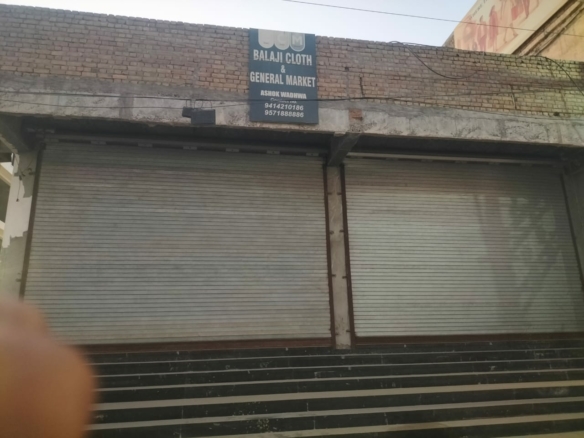 BALAJI CLOTH
&
GENERAL MARKET
ASHOK WADHWA
9414210186
9571888886